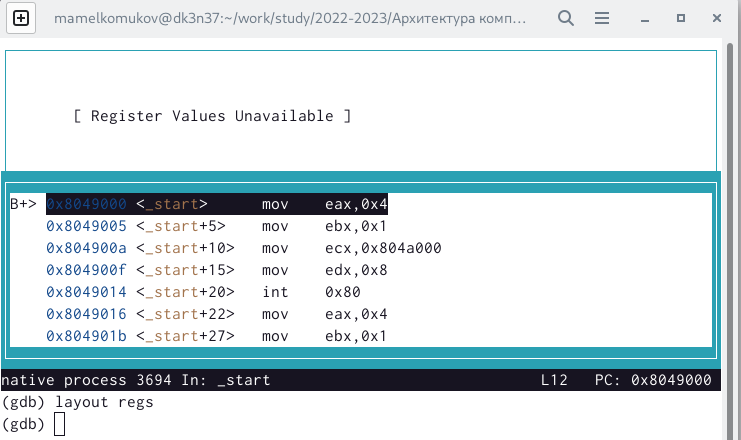 mamelkomukov@dk3n37:~/work/study/2022-2023/Архитектура комп…
[ Register Values Unavailable ]
B+> 0x8049000 <_start> mov eax,0x4
0x8049005 <_start+5> mov ebx,0x1
0x804900a <_start+10> mov ecx,0x804a000
0x804900f <_start+15> mov edx,0x8
0x8049014 <_start+20> int 0x80
0x8049016 <_start+22> mov eax,0x4
0x804901b <_start+27> mov ebx,0x1
native process 3694 In: _start L12 PC: 0x8049000
(gdb) layout regs
(gdb)